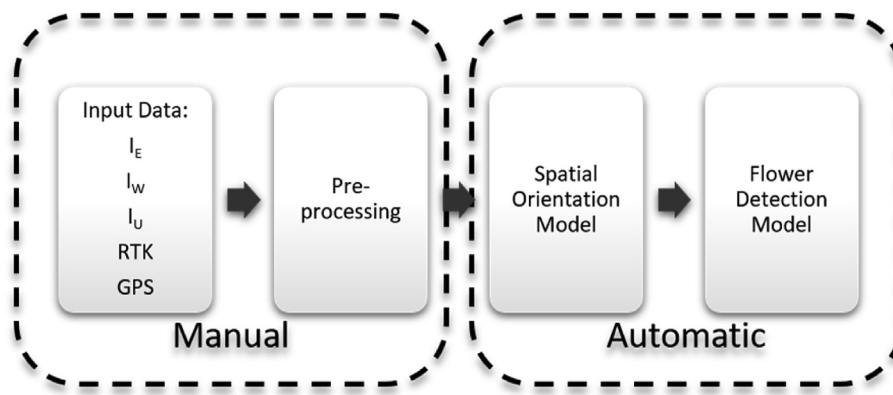 Input Data:
I_E
I_W
I_U
RTK
GPS
Pre-
processing
Manual
Spatial
Orientation
Model
Flower
Detection
Model
Automatic